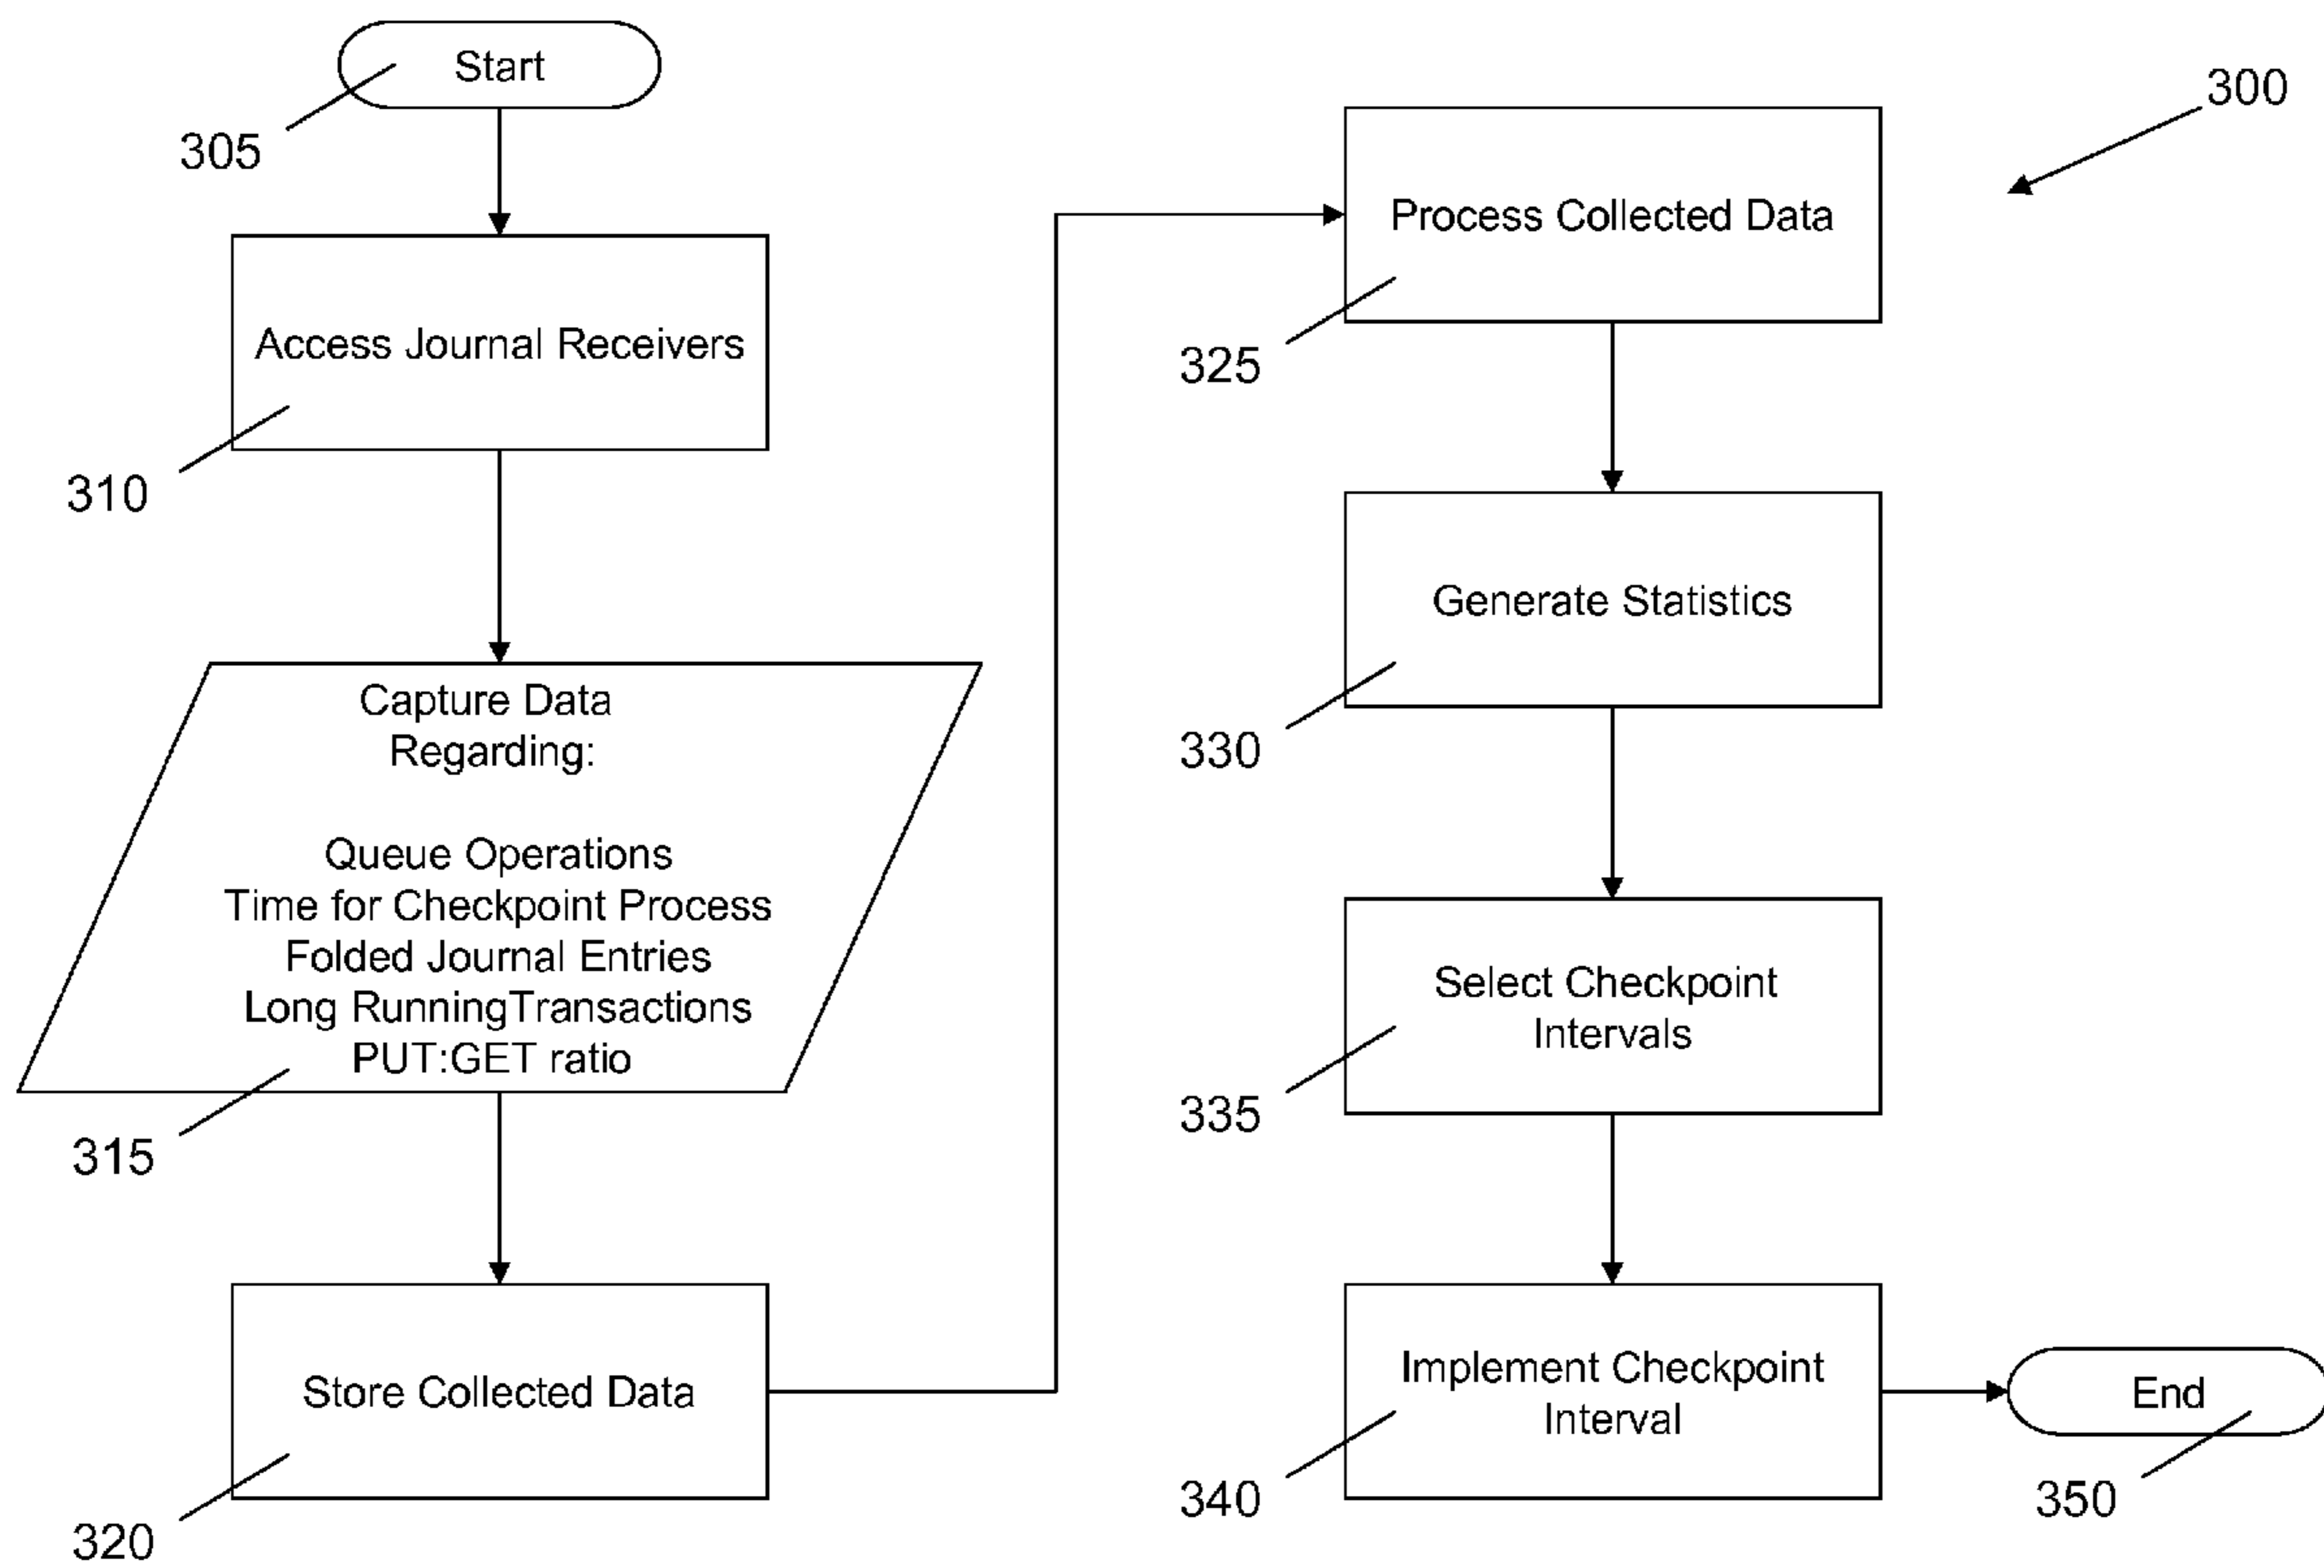 Start
305
Access Journal Receivers
310
Capture Data
Regarding:
Queue Operations
Time for Checkpoint Process
Folded Journal Entries
Long RunningTransactions
PUT:GET ratio
315
Store Collected Data
320
300
Process Collected Data
325
Generate Statistics
330
Select Checkpoint
Intervals
335
Implement Checkpoint
Interval
340
End
350